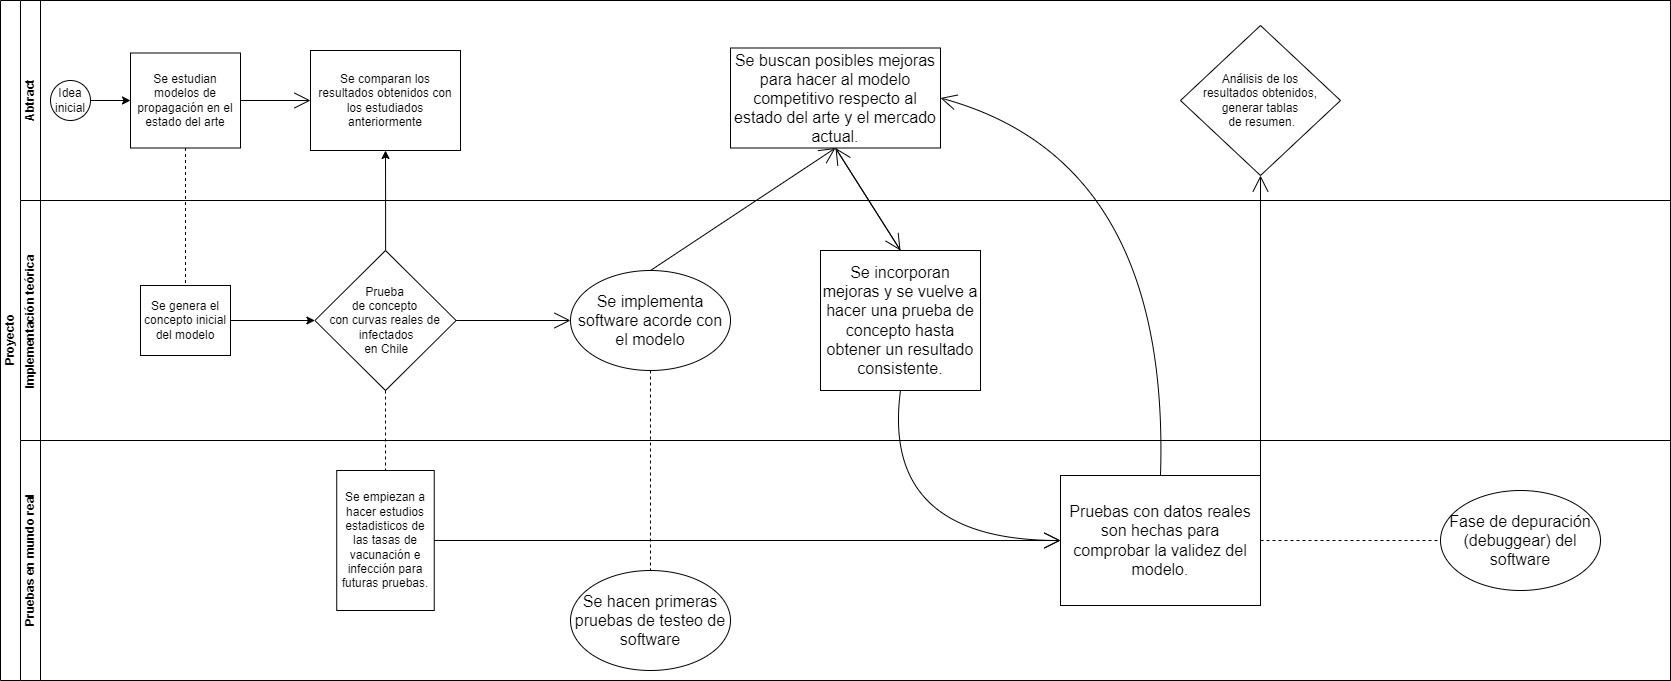 Proyecto
Abtract
Idea
inicial
Se estudian
modelos de
propagación en el
estado del arte
Se comparan los
resultados obtenidos con
los estudiados
anteriormente
Se buscan posibles mejoras
para hacer al modelo
competitivo respecto al
estado del arte y el mercado
actual.
Análisis de los
resultados obtenidos,
generar tablas
de resumen.
Implementación teórica
Se genera el
concepto inicial
del modelo
Prueba
de concepto
con curvas reales de
infectados
en Chile
Se implementa
software acorde con
el modelo
Se incorporan
mejoras y se vuelve a
hacer una prueba de
concepto hasta
obtener un resultado
consistente.
Pruebas en mundo real
Se empiezan a
hacer estudios
estadisticos de
las tasas de
vacunación e
infección para
futuras pruebas.
Se hacen primeras
pruebas de testeo de
software
Pruebas con datos reales
son hechas para
comprobar la validez del
modelo.
Fase de depuración
(debuggear) del
software